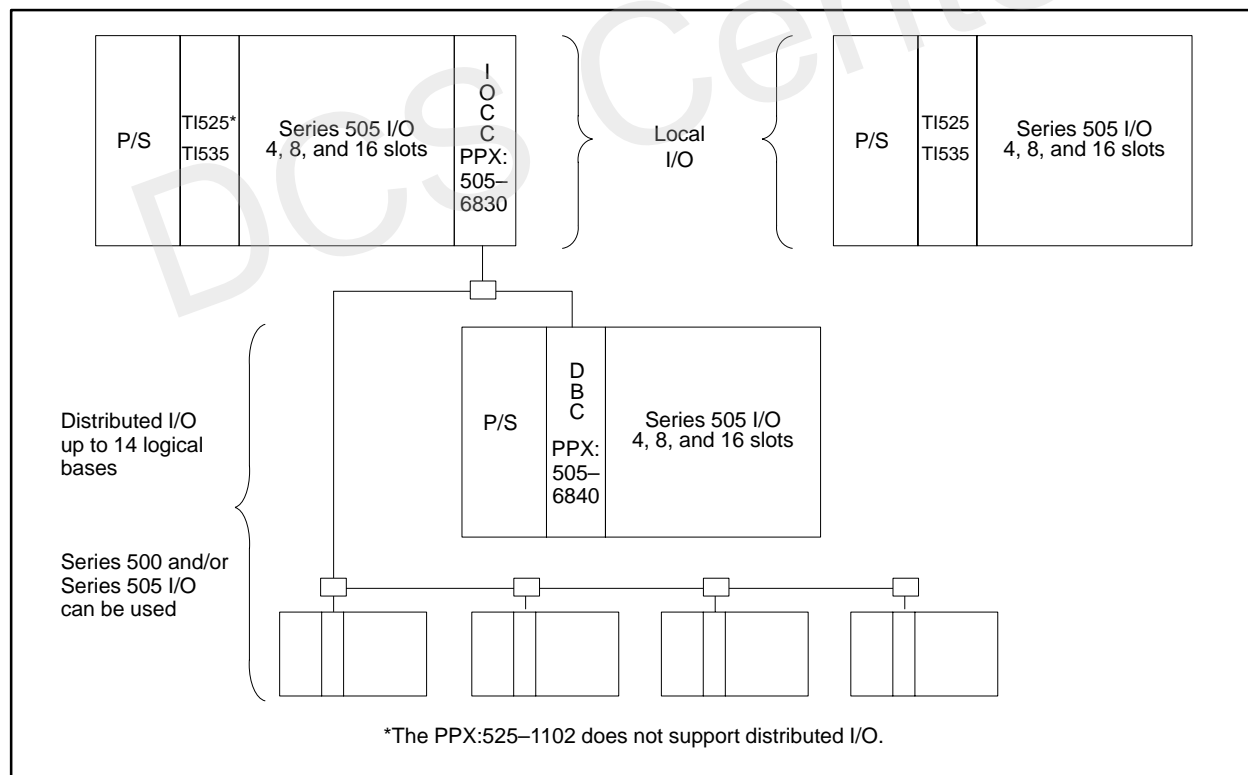 P/S
TI525*
TI535
Series 505 I/O
4, 8, and 16 slots
I
O
C
C
PPX:
505–
6830
Local
I/O
P/S
TI525
TI535
Series 505 I/O
4, 8, and 16 slots
Distributed I/O
up to 14 logical
bases
Series 500 and/or
Series 505 I/O
can be used
P/S
D
B
C
PPX:
505–
6840
Series 505 I/O
4, 8, and 16 slots
*The PPX:525–1102 does not support distributed I/O.
DCS Cente